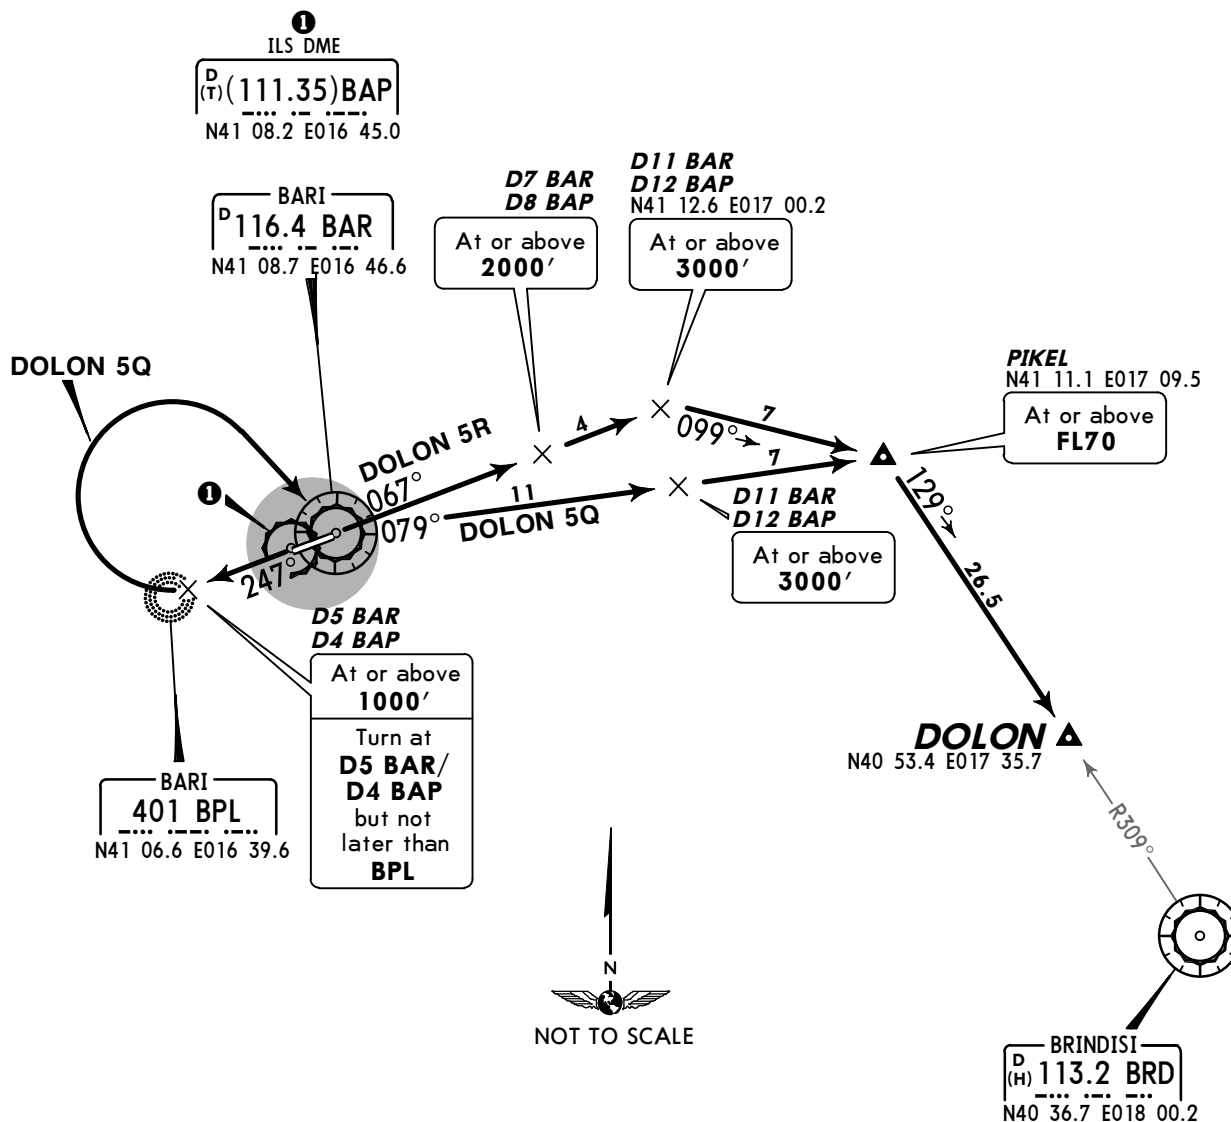 1
ILS DME
D
(T)
(111.35) BAP
N41 08.2 E016 45.0
BARI
D 116.4 BAR
N41 08.7 E016 46.6
D7 BAR
D8 BAP
At or above
2000′
D11 BAR
D12 BAP
N41 12.6 E017 00.2
At or above
3000′
DOLON 5Q
PIKEL
N41 11.1 E017 09.5
At or above
FL70
DOLON 5R
067°
4
099°
7
1
079°
11
DOLON 5Q
7
D11 BAR
D12 BAP
At or above
3000′
129°
26.5
247°
D5 BAR
D4 BAP
At or above
1000′
Turn at
D5 BAR/
D4 BAP
but not
later than
BPL
BARI
401 BPL
N41 06.6 E016 39.6
DOLON
N40 53.4 E017 35.7
R309°
N
NOT TO SCALE
BRINDISI
D
(H)
113.2 BRD
N40 36.7 E018 00.2